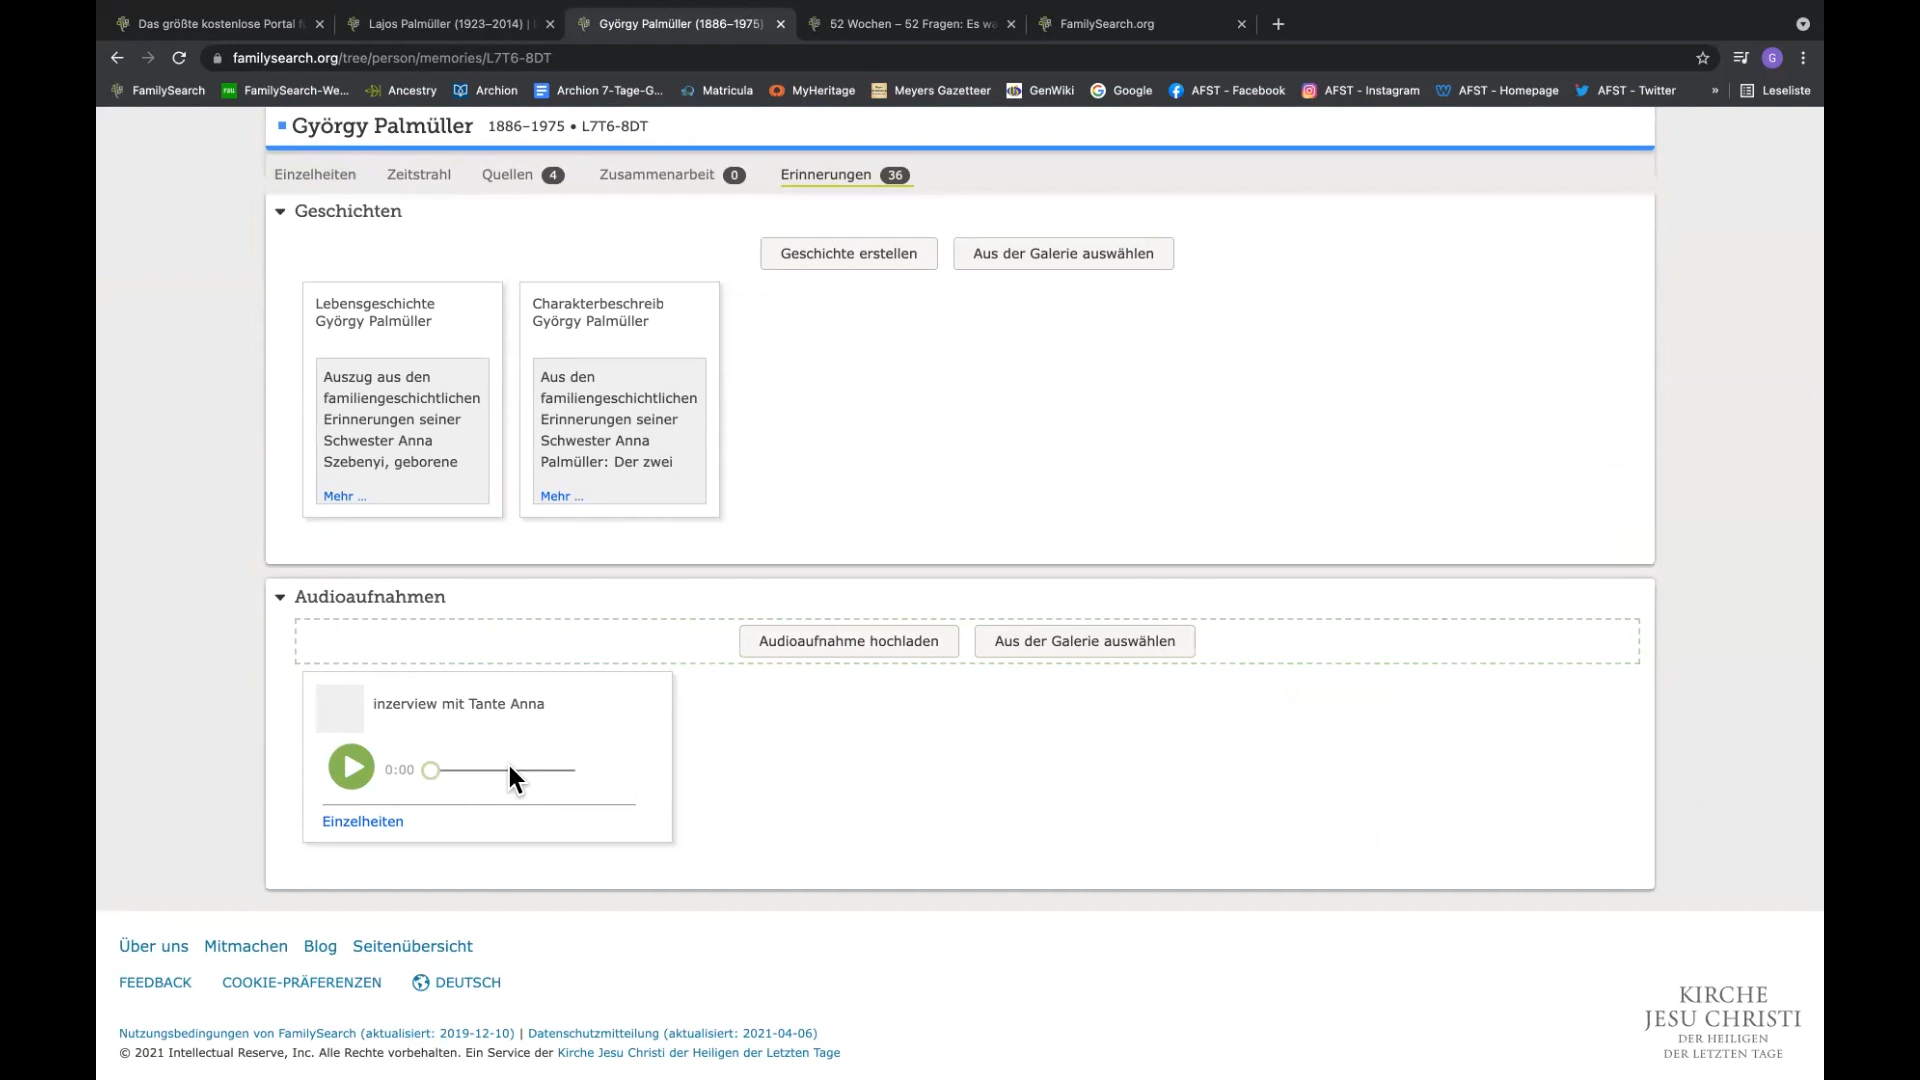 Das größte kostenlose Portal f
Lajos Palmüller (1923–2014) |
György Palmüller (1886–1975)
52 Wochen – 52 Fragen: Es wa
FamilySearch.org
familysearch.org/tree/person/memories/L7T6-8DT
G
FamilySearch
FamilySearch-We...
Ancestry
Archion
Archion 7-Tage-G...
Matricula
MyHeritage
Meyers Gazetteer
GenWiki
Google
AFST - Facebook
AFST - Instagram
AFST - Homepage
AFST - Twitter
»
Leseliste
György Palmüller 1886–1975 • L7T6-8DT
Einzelheiten Zeitstrahl Quellen 4 Zusammenarbeit 0 Erinnerungen 36
Geschichten
Geschichte erstellen Aus der Galerie auswählen
Lebensgeschichte
György Palmüller
Auszug aus den
familiengeschichtlichen
Erinnerungen seiner
Schwester Anna
Szebenyi, geborene
Mehr ...
Charakterbeschreib
György Palmüller
Aus den
familiengeschichtlichen
Erinnerungen seiner
Schwester Anna
Palmüller: Der zwei
Mehr ...
Audioaufnahmen
Audioaufnahme hochladen Aus der Galerie auswählen
inzerview mit Tante Anna
0:00
Einzelheiten
Über uns Mitmachen Blog Seitenübersicht
FEEDBACK COOKIE-PRÄFERENZEN DEUTSCH
Nutzungsbedingungen von FamilySearch (aktualisiert: 2019-12-10) | Datenschutzmitteilung (aktualisiert: 2021-04-06)
© 2021 Intellectual Reserve, Inc. Alle Rechte vorbehalten. Ein Service der Kirche Jesu Christi der Heiligen der Letzten Tage
KIRCHE
JESU CHRISTI
DER HEILIGEN
DER LETZTEN TAGE